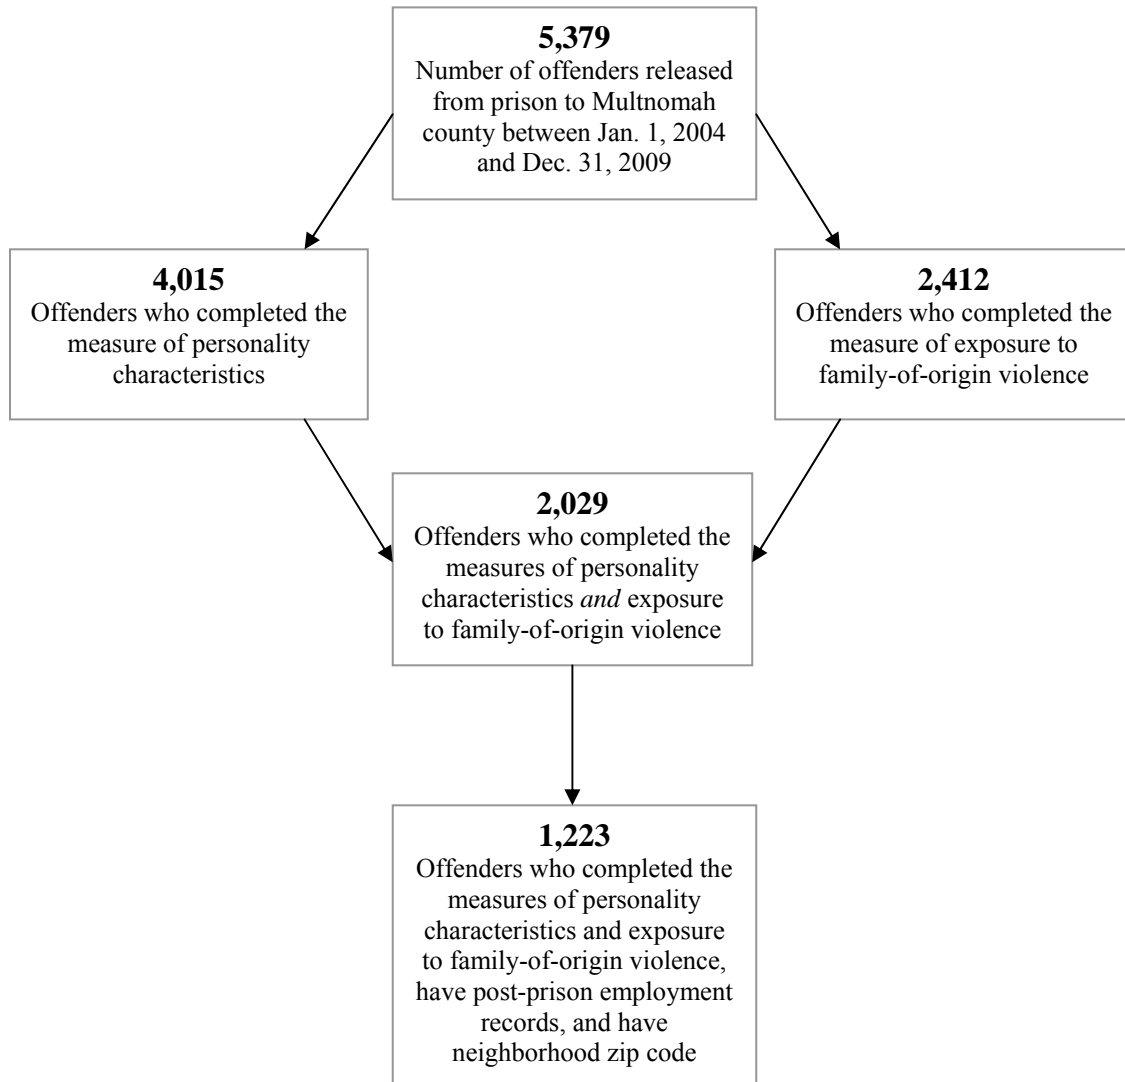 5,379
Number of offenders released
from prison to Multnomah
county between Jan. 1, 2004
and Dec. 31, 2009
4,015
Offenders who completed the
measure of personality
characteristics
2,412
Offenders who completed the
measure of exposure to
family-of-origin violence
2,029
Offenders who completed the
measures of personality
characteristics and exposure
to family-of-origin violence
1,223
Offenders who completed the
measures of personality
characteristics and exposure
to family-of-origin violence,
have post-prison employment
records, and have
neighborhood zip code